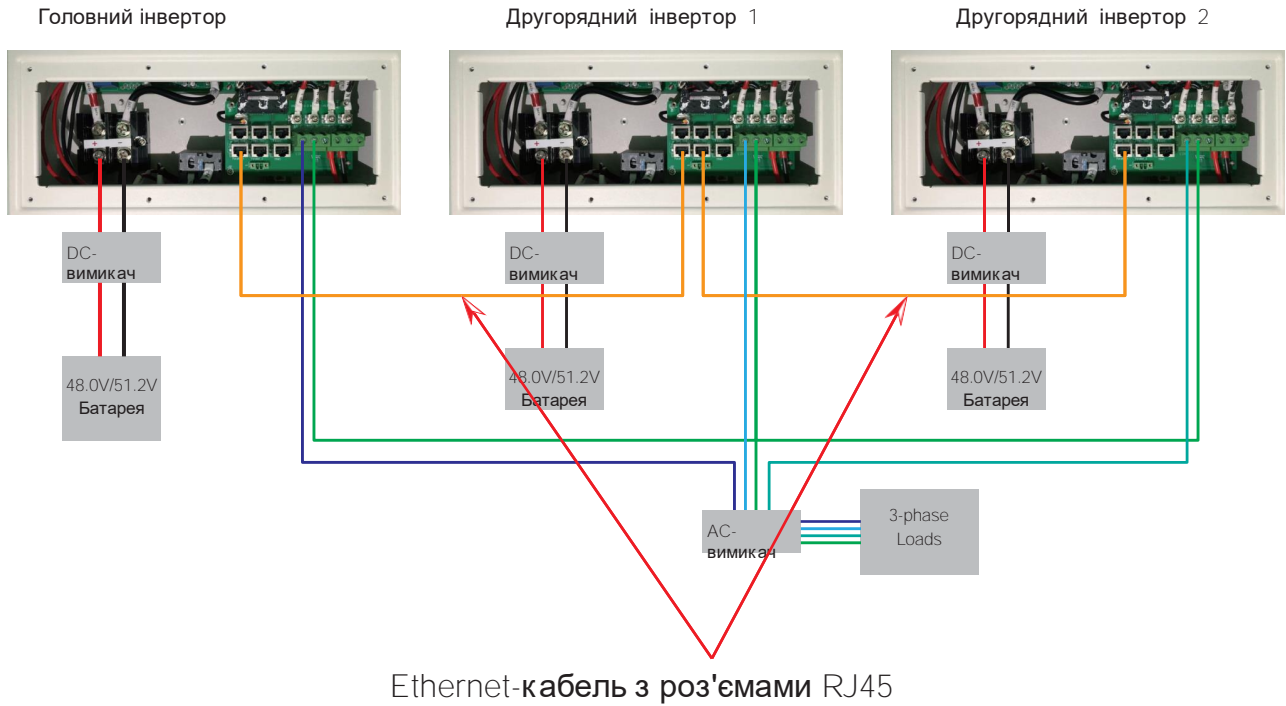 Головний інвертор
Другорядний інвертор 1
Другорядний інвертор 2
+ −
+ −
+ −
DC-
вимикач
DC-
вимикач
DC-
вимикач
48.0V/51.2V
Батарея
48.0V/51.2V
Батарея
48.0V/51.2V
Батарея
AC-
вимикач
3-phase
Loads
Ethernet-кабель з роз'ємами RJ45